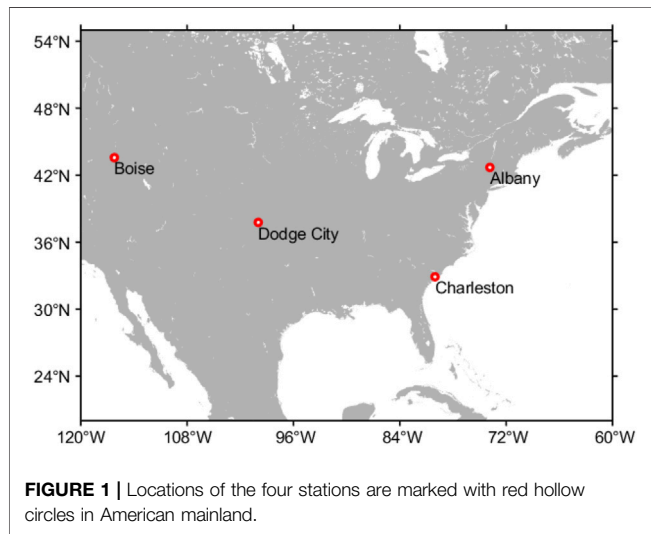 54°N
48°N
42°N
36°N
30°N
24°N
Boise
Albany
Dodge City
Charleston
120°W 108°W 96°W 84°W 72°W 60°W
FIGURE 1 | Locations of the four stations are marked with red hollow
circles in American mainland.